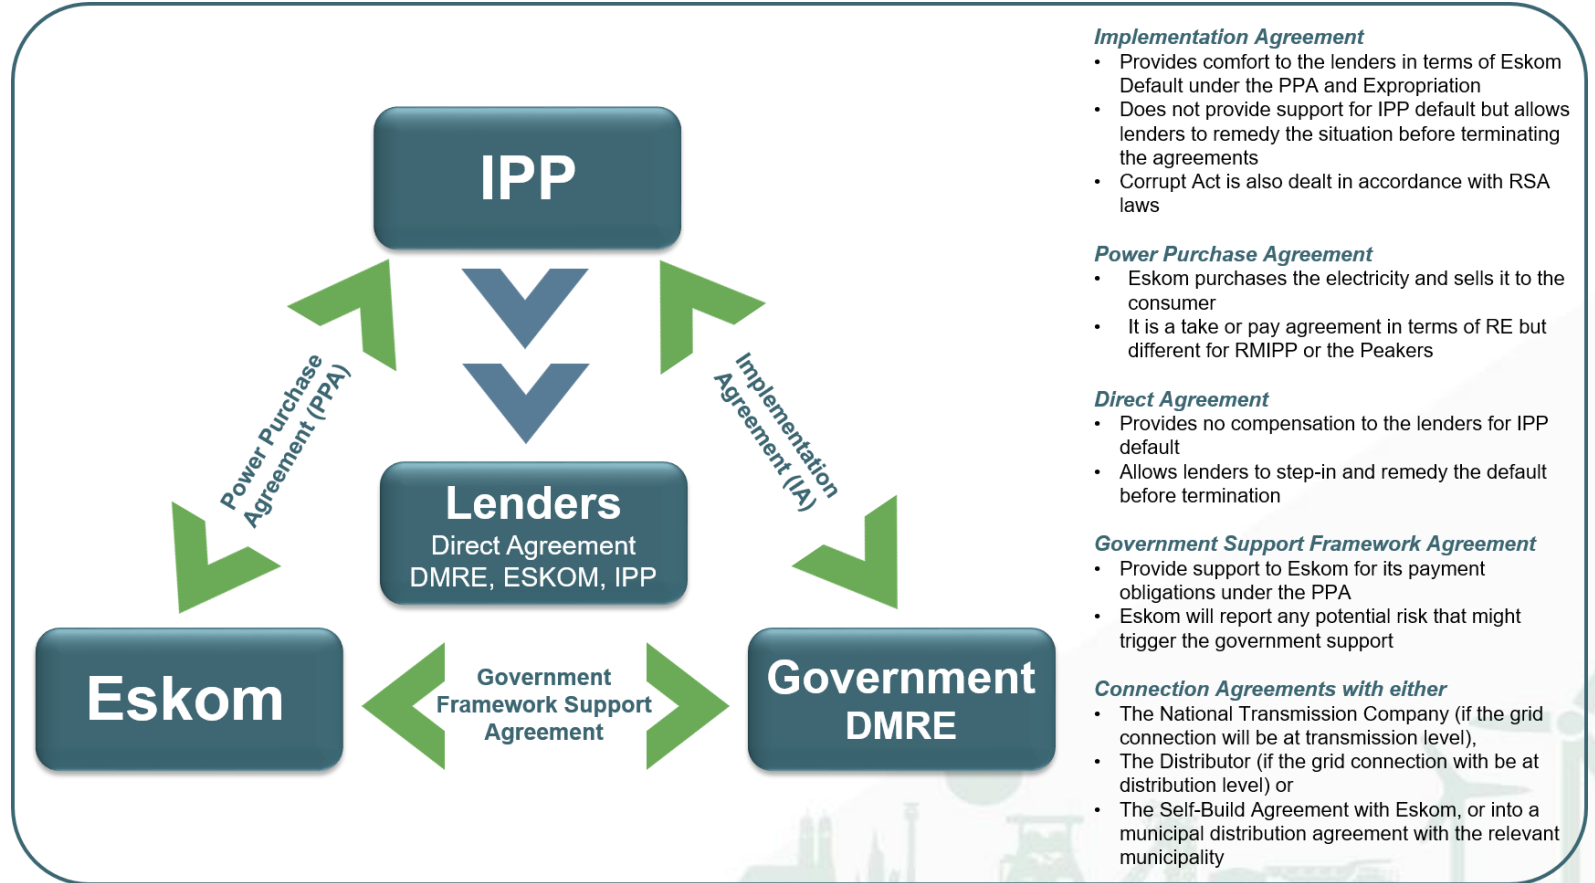 IPP
Power Purchase
Agreement (PPA)
Implementation
Agreement (IA)
Lenders
Direct Agreement
DMRE, ESKOM, IPP
Eskom
Government
Framework Support
Agreement
Government
DMRE
Implementation Agreement
• Provides comfort to the lenders in terms of Eskom
Default under the PPA and Expropriation
• Does not provide support for IPP default but allows
lenders to remedy the situation before terminating
the agreements
• Corrupt Act is also dealt in accordance with RSA
laws
Power Purchase Agreement
• Eskom purchases the electricity and sells it to the
consumer
• It is a take or pay agreement in terms of RE but
different for RMIPP or the Peakers
Direct Agreement
• Provides no compensation to the lenders for IPP
default
• Allows lenders to step-in and remedy the default
before termination
Government Support Framework Agreement
• Provide support to Eskom for its payment
obligations under the PPA
• Eskom will report any potential risk that might
trigger the government support
Connection Agreements with either
• The National Transmission Company (if the grid
connection will be at transmission level),
• The Distributor (if the grid connection with be at
distribution level) or
• The Self-Build Agreement with Eskom, or into a
municipal distribution agreement with the relevant
municipality